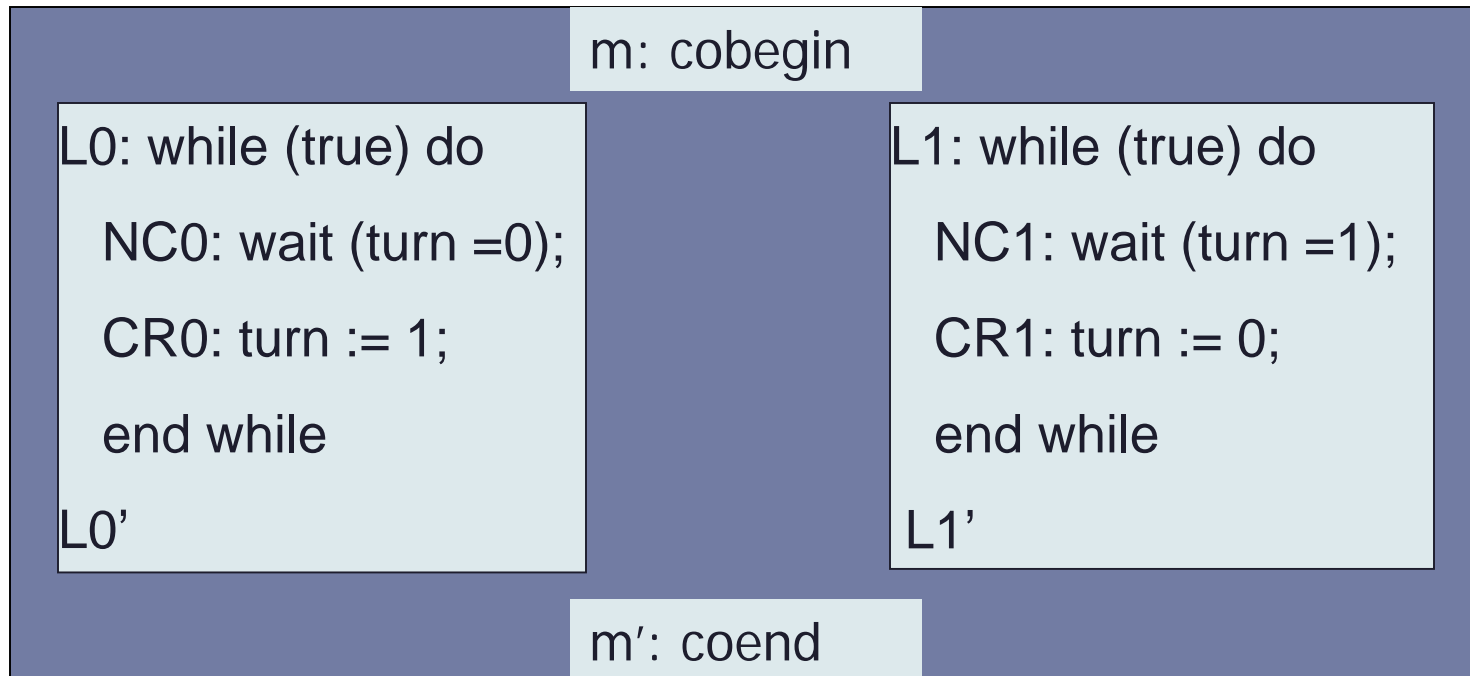 m: cobegin
L0: while (true) do
NC0: wait (turn =0);
CR0: turn := 1;
end while
L0’
L1: while (true) do
NC1: wait (turn =1);
CR1: turn := 0;
end while
L1’
m′: coend